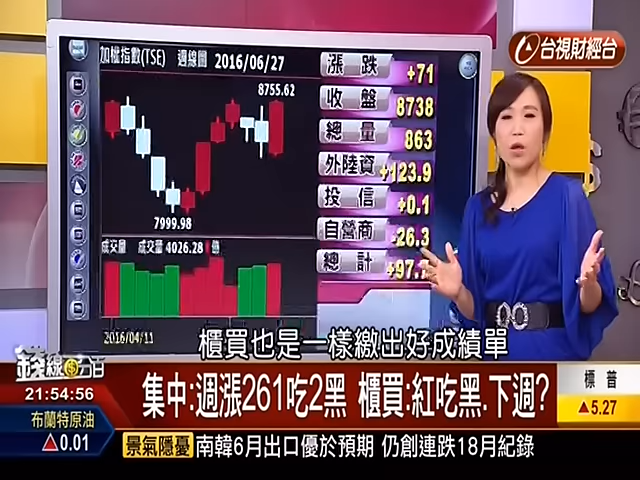 加權指數(TSE) 週線圖 2016/06/27
8755.62
7999.98
成交量 成交量 4026.28 億
2016/04/11
漲跌 +71
收盤 8738
總量 863
外陸資 +123.9
投信 +0.1
自營商 -26.3
總計 +97.7
台視財經台
櫃買也是一樣繳出好成績單
錢線百分百
21:54:56
集中:週漲261吃2黑 櫃買:紅吃黑.下週?
標普
▲5.27
布蘭特原油
▲0.01
景氣隱憂 南韓6月出口優於預期 仍創連跌18月紀錄